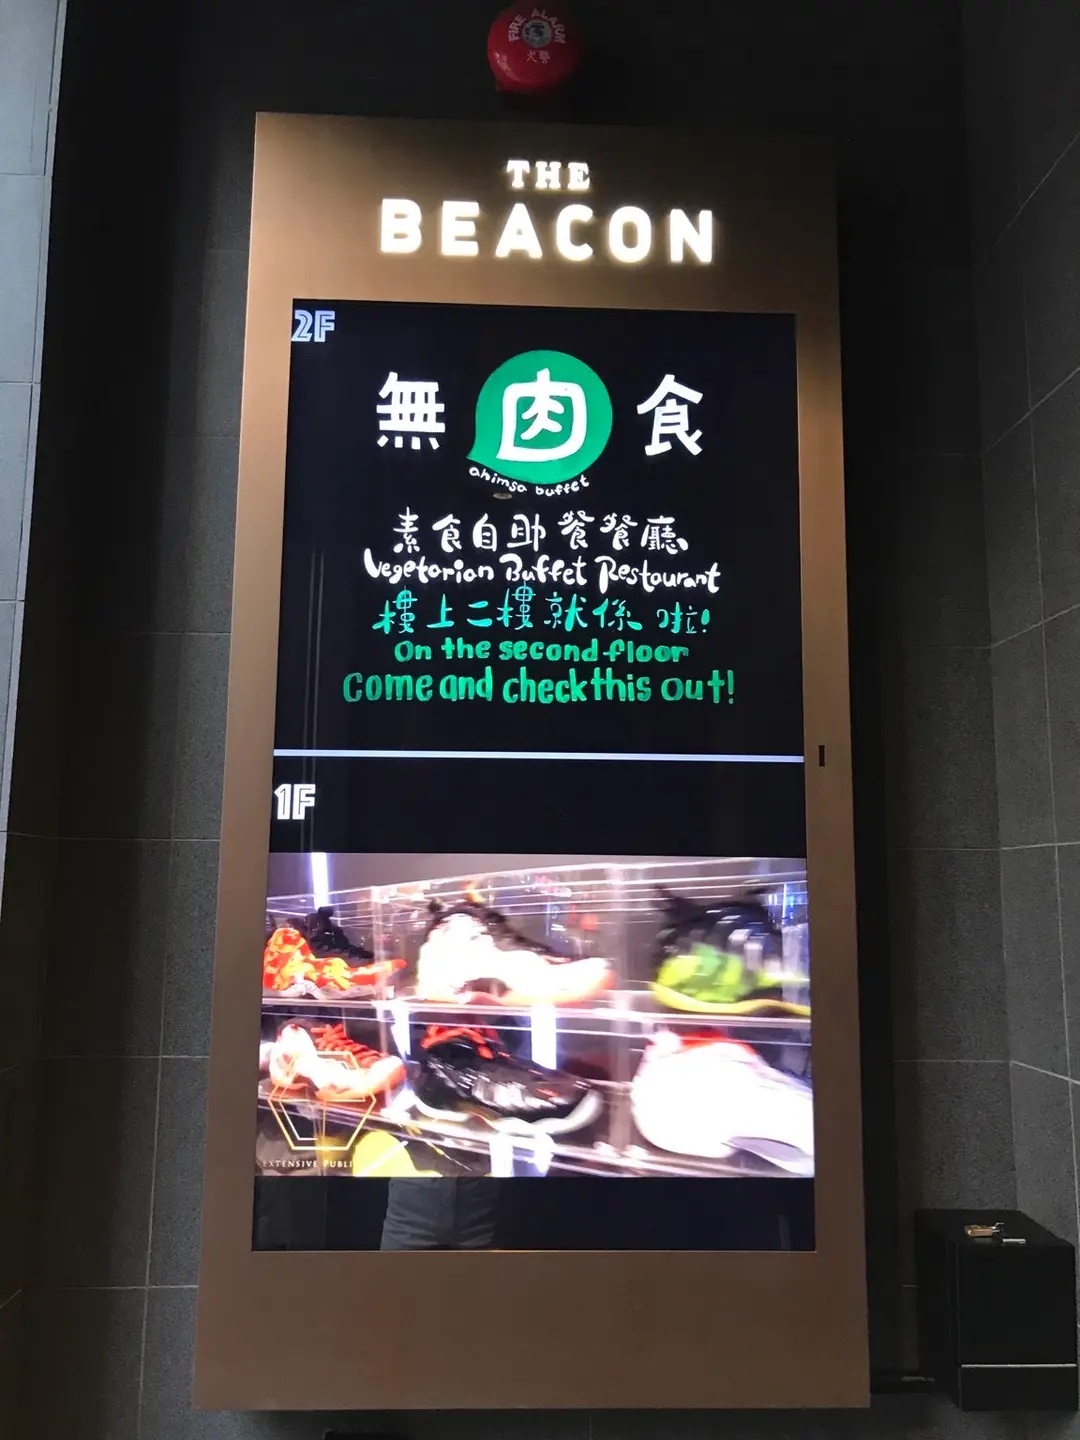 FIRE ALARM
火警
THE
BEACON
2F
無肉食
ahimsa buffet
素食自助餐餐廳
Vegetarian Buffet Restaurant
樓上二樓就係啦!
On the second floor
Come and check this out!
1F
EXTENSIVE PUBLI